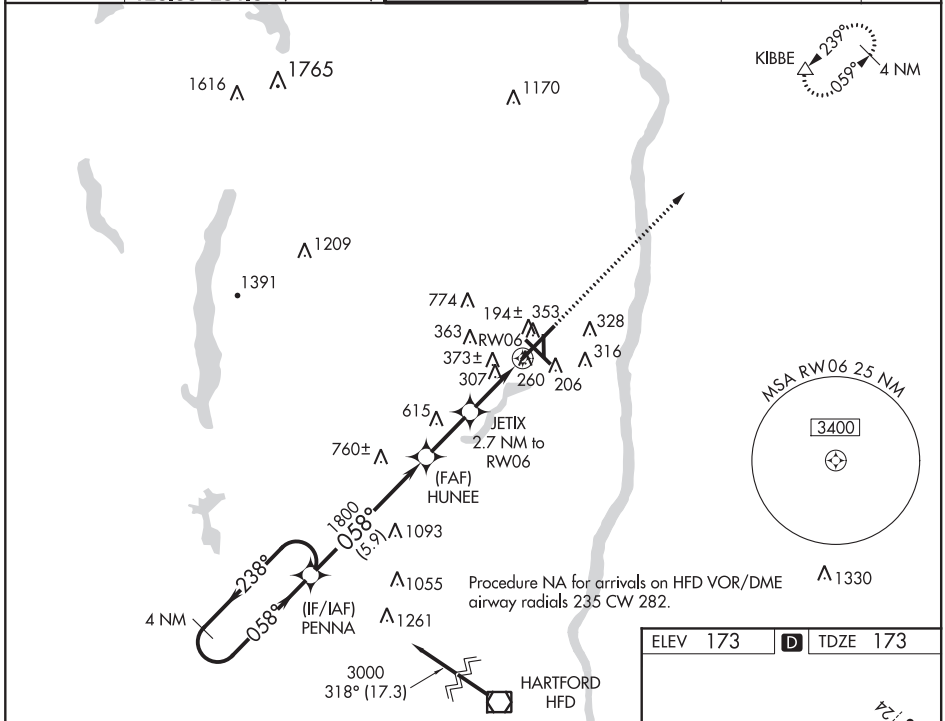 KIBBE
239°
059°
4 NM
1616
1765
1170
1209
1391
774
194±
353
328
363
RW06
373±
316
307
260
206
MSA RW06 25 NM
3400
615
JETIX
2.7 NM to
RW06
760±
(FAF)
HUNEE
1800
058°
(5.9)
1093
238°
058°
4 NM
(IF/IAF)
PENNA
1055
1261
Procedure NA for arrivals on HFD VOR/DME
airway radials 235 CW 282.
1330
3000
318° (17.3)
HARTFORD
HFD
ELEV 173
D
TDZE 173